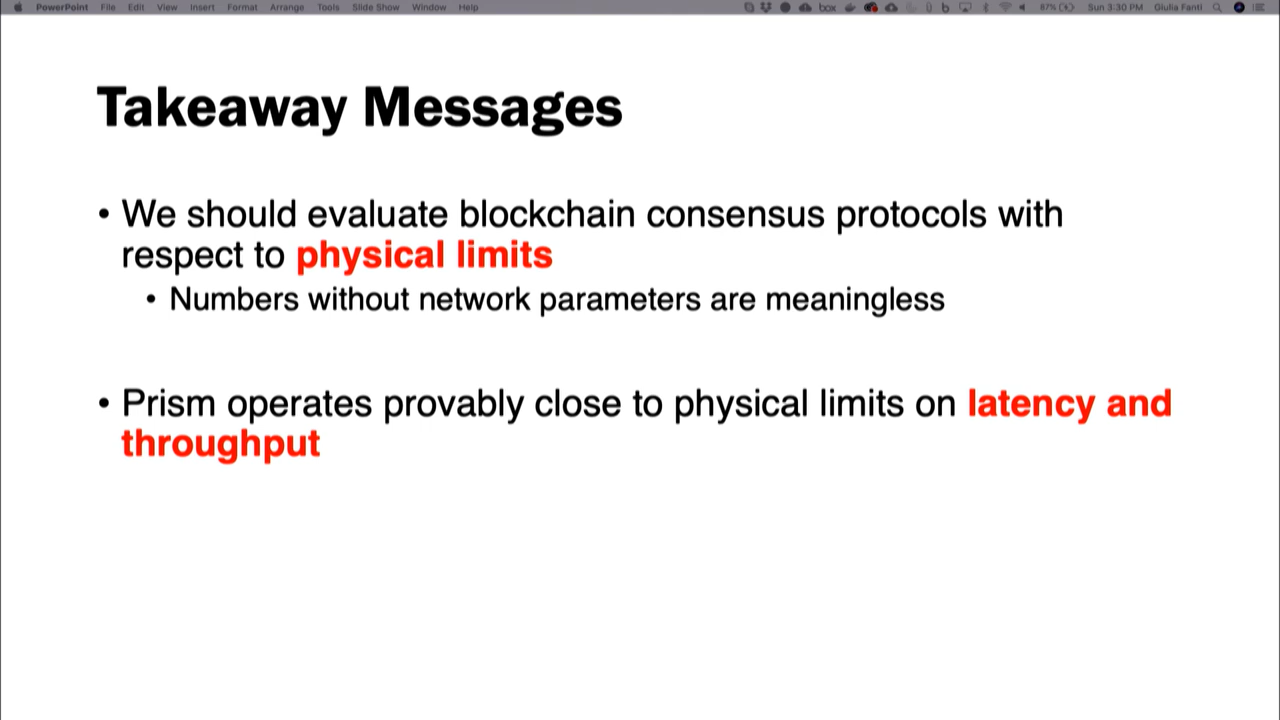 PowerPoint File Edit View Insert Format Arrange Tools Slide Show Window Help box 87% Sun 3:30 PM Giulia Fanti
Takeaway Messages
• We should evaluate blockchain consensus protocols with
respect to physical limits
• Numbers without network parameters are meaningless
• Prism operates provably close to physical limits on latency and
throughput